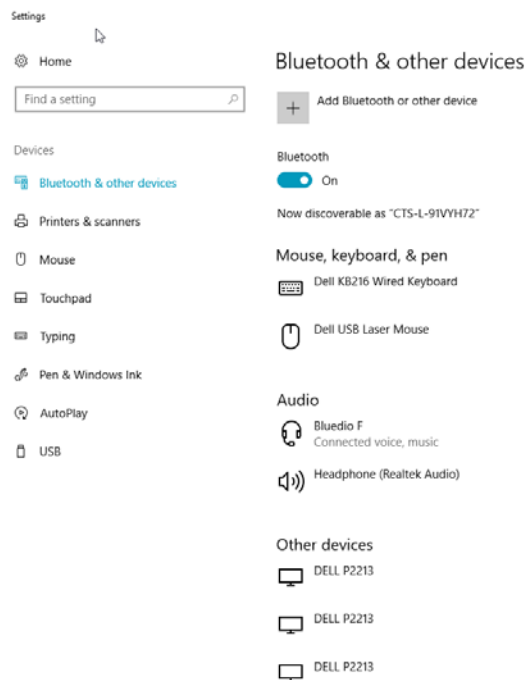 Settings
Home
Find a setting
Devices
Bluetooth & other devices
Printers & scanners
Mouse
Touchpad
Typing
Pen & Windows Ink
AutoPlay
USB
Bluetooth & other devices
Add Bluetooth or other device
Bluetooth
On
Now discoverable as "CTS-L-91VYH72"
Mouse, keyboard, & pen
Dell KB216 Wired Keyboard
Dell USB Laser Mouse
Audio
Bluedio F
Connected voice, music
Headphone (Realtek Audio)
Other devices
DELL P2213
DELL P2213
DELL P2213